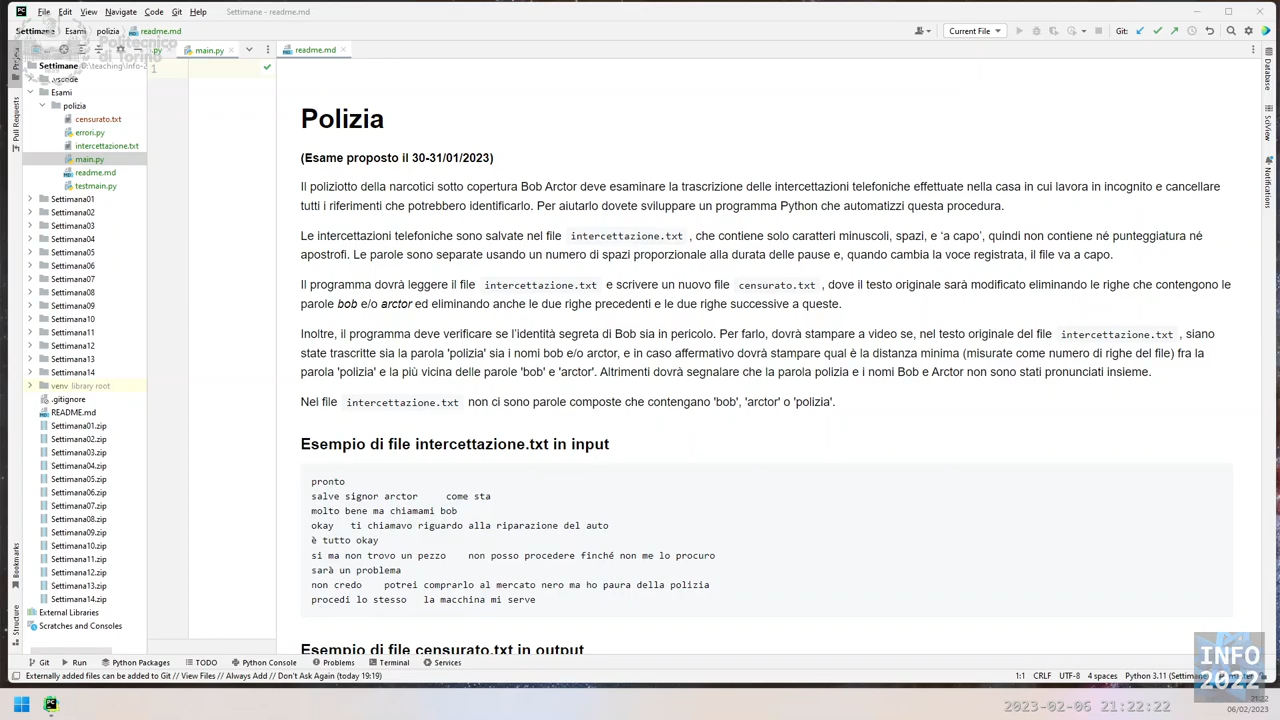 File Edit View Navigate Code Git Help Settimane - readme.md
Settimane Esami polizia readme.md
Current File Git:
Politecnico di Torino
.py main.py readme.md
Settimane D:\teaching\Info-2
1
.vscode
Esami
polizia
censurato.txt
errori.py
intercettazione.txt
main.py
readme.md
testmain.py
Settimana01
Settimana02
Settimana03
Settimana04
Settimana05
Settimana06
Settimana07
Settimana08
Settimana09
Settimana10
Settimana11
Settimana12
Settimana13
Settimana14
venv library root
.gitignore
README.md
Settimana01.zip
Settimana02.zip
Settimana03.zip
Settimana04.zip
Settimana05.zip
Settimana06.zip
Settimana07.zip
Settimana08.zip
Settimana09.zip
Settimana10.zip
Settimana11.zip
Settimana12.zip
Settimana13.zip
Settimana14.zip
External Libraries
Scratches and Consoles
Pull Requests
Bookmarks
Structure
Polizia
(Esame proposto il 30-31/01/2023)
Il poliziotto della narcotici sotto copertura Bob Arctor deve esaminare la trascrizione delle intercettazioni telefoniche effettuate nella casa in cui lavora in incognito e cancellare
tutti i riferimenti che potrebbero identificarlo. Per aiutarlo dovete sviluppare un programma Python che automatizzi questa procedura.
Le intercettazioni telefoniche sono salvate nel file intercettazione.txt , che contiene solo caratteri minuscoli, spazi, e ‘a capo’, quindi non contiene né punteggiatura né
apostrofi. Le parole sono separate usando un numero di spazi proporzionale alla durata delle pause e, quando cambia la voce registrata, il file va a capo.
Il programma dovrà leggere il file intercettazione.txt e scrivere un nuovo file censurato.txt , dove il testo originale sarà modificato eliminando le righe che contengono le
parole bob e/o arctor ed eliminando anche le due righe precedenti e le due righe successive a queste.
Inoltre, il programma deve verificare se l’identità segreta di Bob sia in pericolo. Per farlo, dovrà stampare a video se, nel testo originale del file intercettazione.txt , siano
state trascritte sia la parola 'polizia' sia i nomi bob e/o arctor, e in caso affermativo dovrà stampare qual è la distanza minima (misurate come numero di righe del file) fra la
parola 'polizia' e la più vicina delle parole 'bob' e 'arctor'. Altrimenti dovrà segnalare che la parola polizia e i nomi Bob e Arctor non sono stati pronunciati insieme.
Nel file intercettazione.txt non ci sono parole composte che contengano 'bob', 'arctor' o 'polizia'.
Esempio di file intercettazione.txt in input
pronto
salve signor arctor     come sta
molto bene ma chiamami bob
okay   ti chiamavo riguardo alla riparazione del auto
è tutto okay
si ma non trovo un pezzo    non posso procedere finché non me lo procuro
sarà un problema
non credo    potrei comprarlo al mercato nero ma ho paura della polizia
procedi lo stesso   la macchina mi serve
Esempio di file censurato.txt in output
Database
SciView
Notifications
Git Run Python Packages TODO Python Console Problems Terminal Services
Externally added files can be added to Git // View Files // Always Add // Don't Ask Again (today 19:19)
1:1 CRLF UTF-8 4 spaces Python 3.11 (Settimane) master
INFO
2022
2023-02-06 21:22:22
21:22
06/02/2023